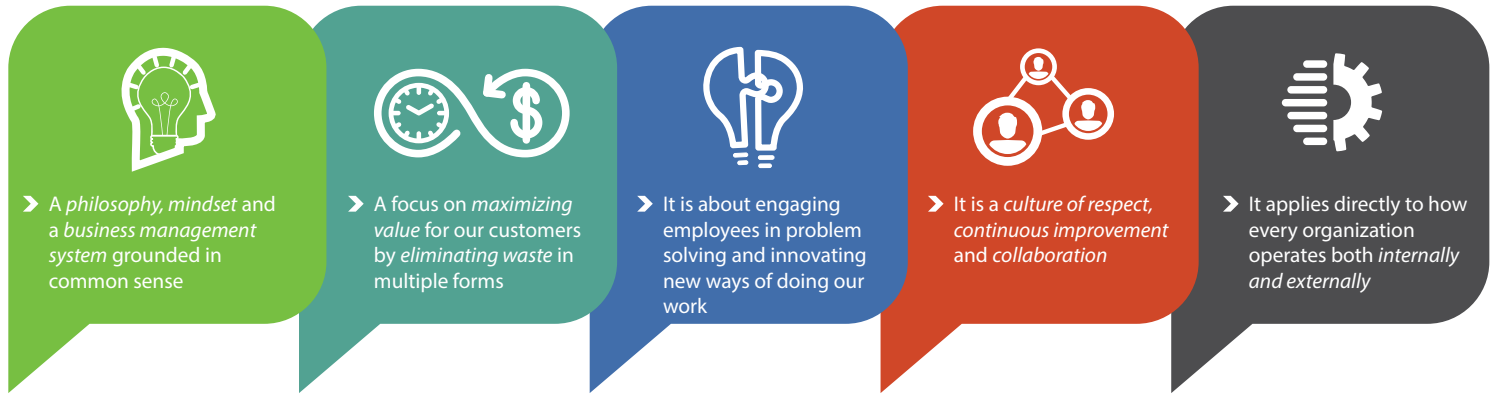 A philosophy, mindset and
a business management
system grounded in
common sense
A focus on maximizing
value for our customers
by eliminating waste in
multiple forms
It is about engaging
employees in problem
solving and innovating
new ways of doing our
work
It is a culture of respect,
continuous improvement
and collaboration
It applies directly to how
every organization
operates both internally
and externally